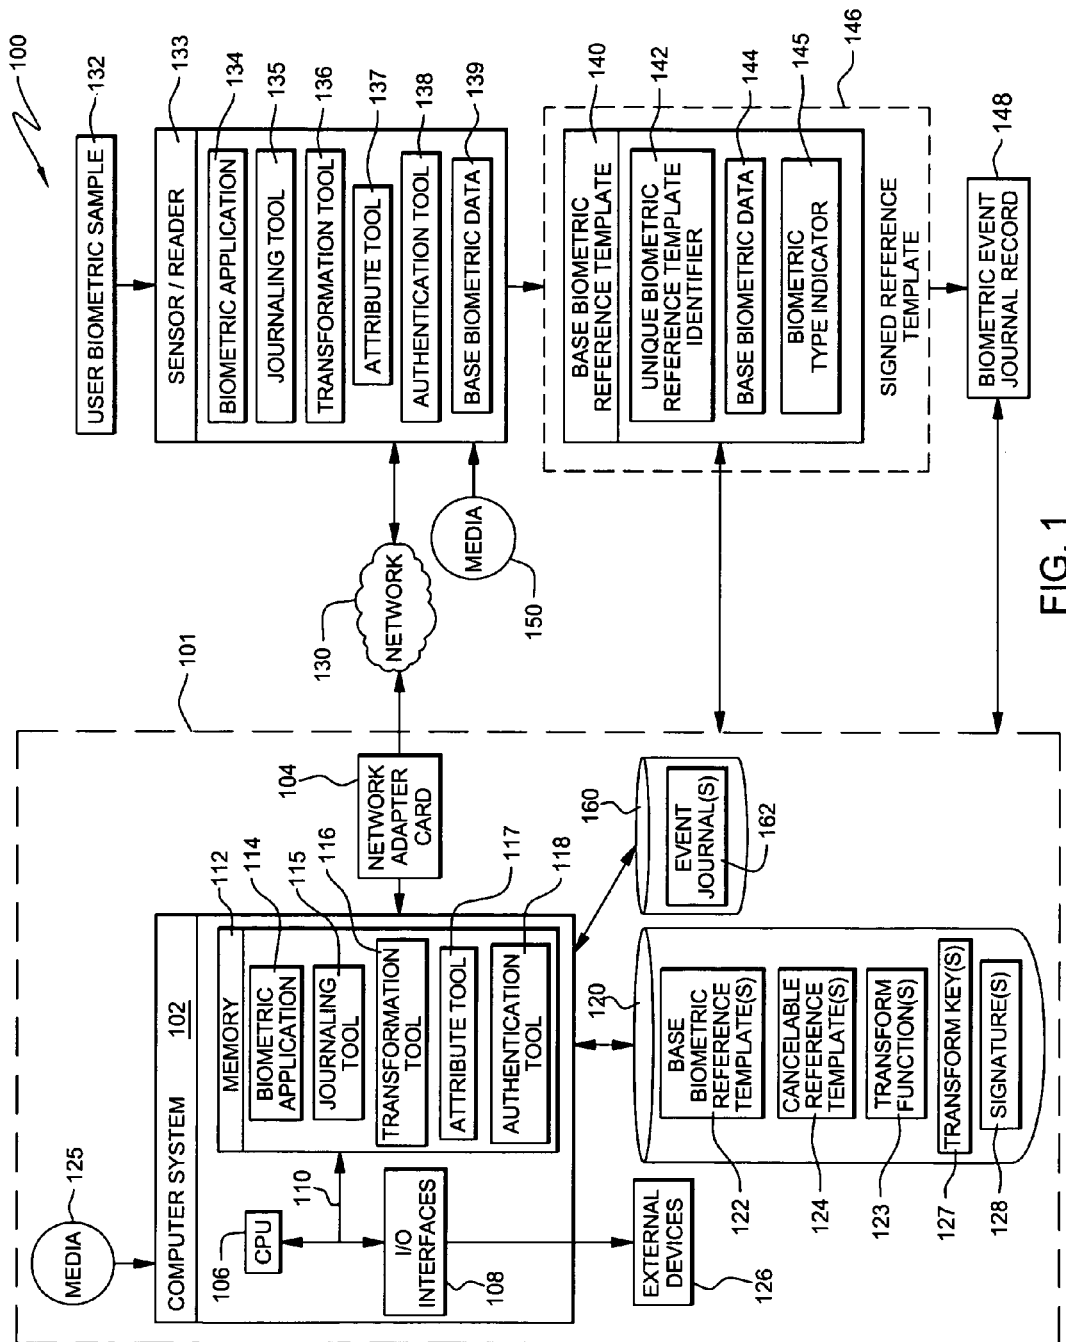 100
USER BIOMETRIC SAMPLE
132
SENSOR / READER
133
BIOMETRIC APPLICATION
134
JOURNALING TOOL
135
TRANSFORMATION TOOL
136
ATTRIBUTE TOOL
137
AUTHENTICATION TOOL
138
BASE BIOMETRIC DATA
139
BASE BIOMETRIC
REFERENCE TEMPLATE
140
UNIQUE BIOMETRIC
REFERENCE TEMPLATE
IDENTIFIER
142
BASE BIOMETRIC DATA
144
BIOMETRIC
TYPE INDICATOR
145
SIGNED REFERENCE
TEMPLATE
146
BIOMETRIC EVENT
JOURNAL RECORD
148
NETWORK
130
MEDIA
150
101
MEDIA
125
COMPUTER SYSTEM
102
MEMORY
112
BIOMETRIC
APPLICATION
114
JOURNALING
TOOL
115
TRANSFORMATION
TOOL
116
ATTRIBUTE TOOL
117
AUTHENTICATION
TOOL
118
NETWORK
ADAPTER
CARD
104
CPU
106
110
I/O
INTERFACES
108
EXTERNAL
DEVICES
126
120
BASE
BIOMETRIC
REFERENCE
TEMPLATE(S)
122
CANCELABLE
REFERENCE
TEMPLATE(S)
124
TRANSFORM
FUNCTION(S)
123
TRANSFORM KEY(S)
127
SIGNATURE(S)
128
160
EVENT
JOURNAL(S)
162
FIG. 1